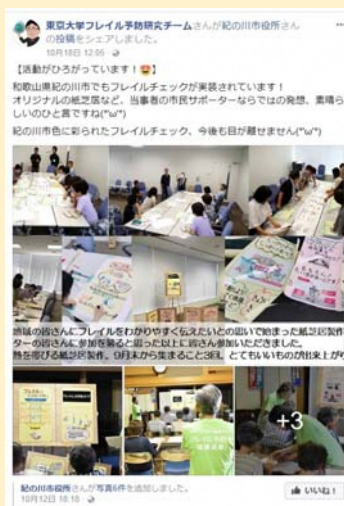 東京大学フレイル予防研究チームさんが紀の川市役所さん
の投稿をシェアしました。
10月18日 12:05
【活動がひろがっています！😍】
和歌山県紀の川市でもフレイルチェックが実装されています！
オリジナルの紙芝居など、当事者の市民サポーターならではの発想、素晴ら
しいのひと言ですね(''ω'')
紀の川市色に彩られたフレイルチェック、今後も目が離せません(''ω'')
地域の皆さんにフレイルをわかりやすく伝えたいとの思いで始まった紙芝居製作
ターの皆さんに参加を募ると思った以上に皆さん参加いただきました。
熱を帯びる紙芝居製作、9月末から集まること3回、とてもいいものが出来上がり
+3
紀の川市役所さんが写真6件を追加しました。
10月12日 18:18
いいね！